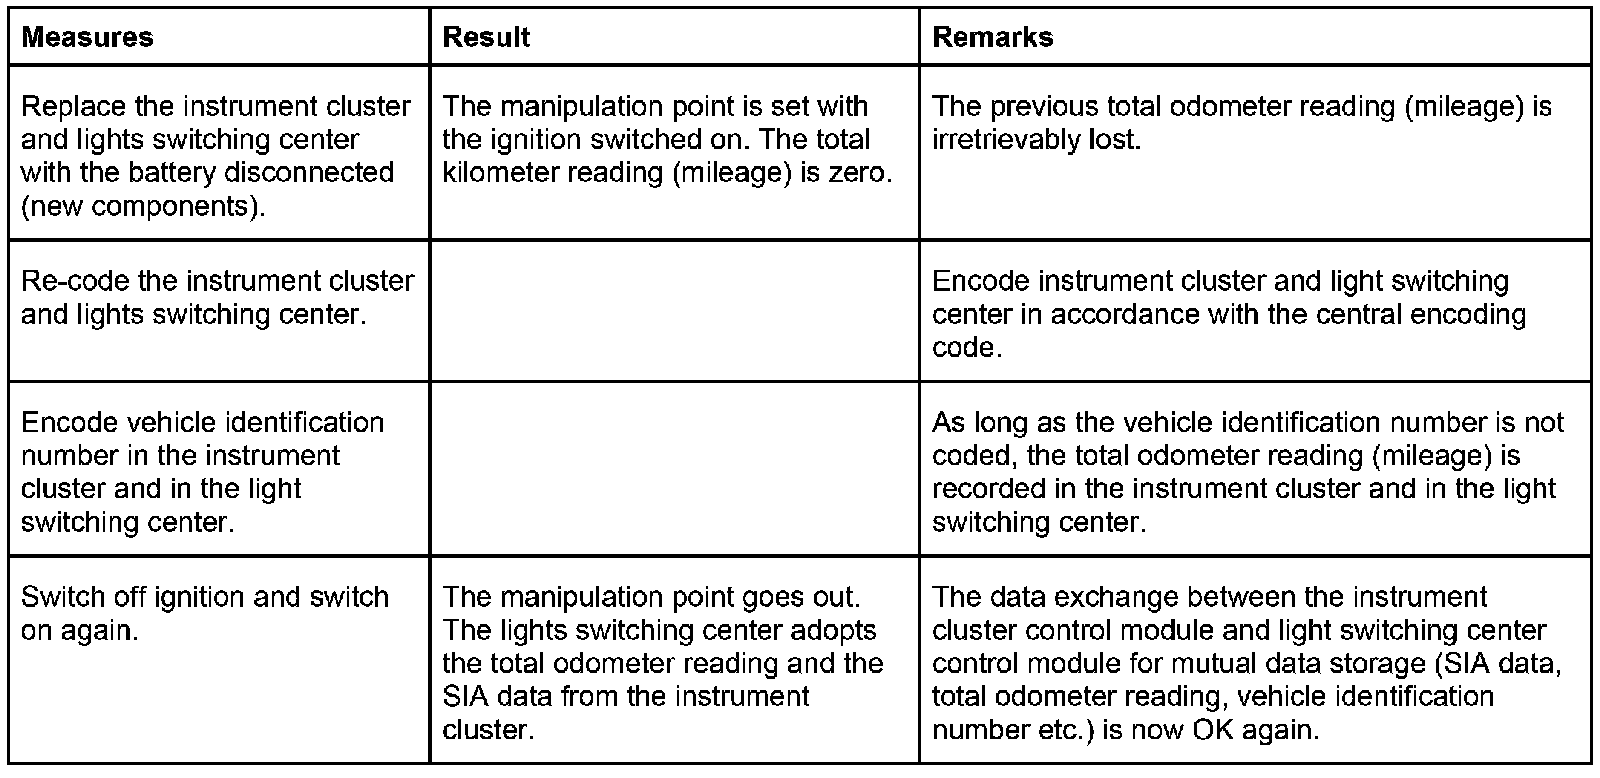 Measures
Result
Remarks
Replace the instrument cluster
and lights switching center
with the battery disconnected
(new components).
The manipulation point is set with
the ignition switched on. The total
kilometer reading (mileage) is zero.
The previous total odometer reading (mileage) is
irretrievably lost.
Re-code the instrument cluster
and lights switching center.
Encode instrument cluster and light switching
center in accordance with the central encoding
code.
Encode vehicle identification
number in the instrument
cluster and in the light
switching center.
As long as the vehicle identification number is not
coded, the total odometer reading (mileage) is
recorded in the instrument cluster and in the light
switching center.
Switch off ignition and switch
on again.
The manipulation point goes out.
The lights switching center adopts
the total odometer reading and the
SIA data from the instrument
cluster.
The data exchange between the instrument
cluster control module and light switching center
control module for mutual data storage (SIA data,
total odometer reading, vehicle identification
number etc.) is now OK again.